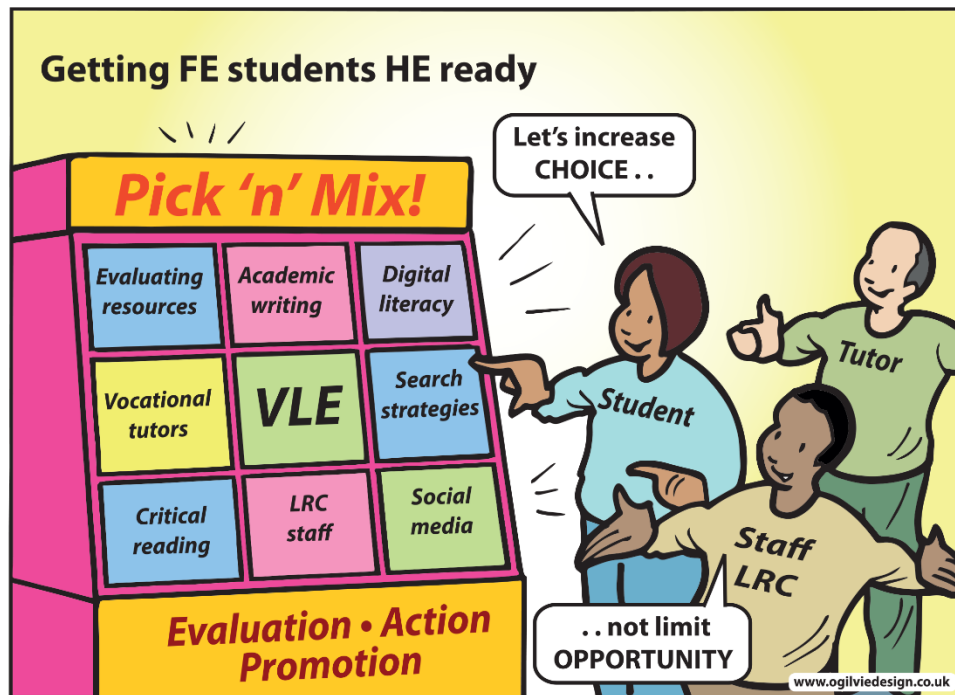 Getting FE students HE ready
Let's increase
CHOICE . .
Pick 'n' Mix!
Evaluating
resources
Academic
writing
Digital
literacy
Vocational
tutors
VLE
Search
strategies
Critical
reading
LRC
staff
Social
media
Evaluation • Action
Promotion
Student
Tutor
Staff
LRC
. . not limit
OPPORTUNITY
www.ogilviedesign.co.uk